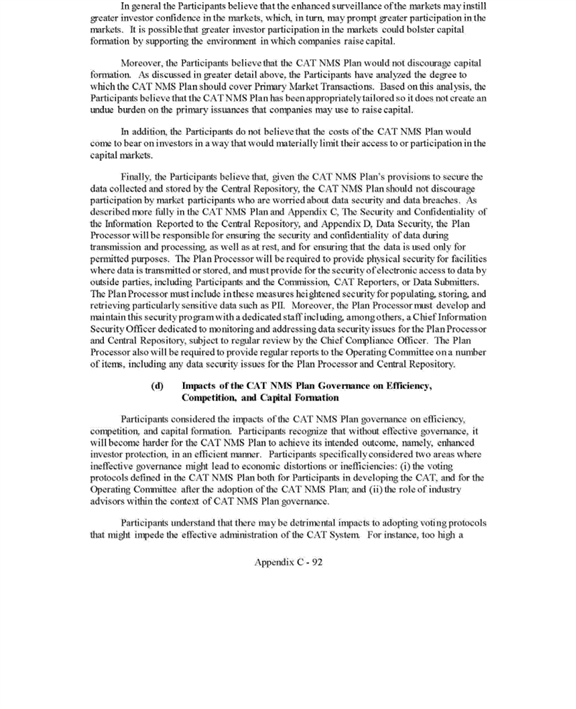 In general the Participants believe that the enhanced surveillance of the markets may instill
greater investor confidence in the markets, which, in turn, may prompt greater participation in the
markets. It is possible that greater investor participation in the markets could bolster capital
formation by supporting the environment in which companies raise capital.
Moreover, the Participants believe that the CAT NMS Plan would not discourage capital
formation. As discussed in greater detail above, the Participants have analyzed the degree to
which the CAT NMS Plan should cover Primary Market Transactions. Based on this analysis, the
Participants believe that the CAT NMS Plan has been appropriately tailored so it does not create an
undue burden on the primary issuances that companies may use to raise capital.
In addition, the Participants do not believe that the costs of the CAT NMS Plan would
come to bear on investors in a way that would materially limit their access to or participation in the
capital markets.
Finally, the Participants believe that, given the CAT NMS Plan's provisions to secure the
data collected and stored by the Central Repository, the CAT NMS Plan should not discourage
participation by market participants who are worried about data security and data breaches. As
described more fully in the CAT NMS Plan and Appendix C, The Security and Confidentiality of
the Information Reported to the Central Repository, and Appendix D, Data Security, the Plan
Processor will be responsible for ensuring the security and confidentiality of data during
transmission and processing, as well as at rest, and for ensuring that the data is used only for
permitted purposes. The Plan Processor will be required to provide physical security for facilities
where data is transmitted or stored, and must provide for the security of electronic access to data by
outside parties, including Participants and the Commission, CAT Reporters, or Data Submitters.
The Plan Processor must include in these measures heightened security for populating, storing, and
retrieving particularly sensitive data such as PII. Moreover, the Plan Processor must develop and
maintain this security program with a dedicated staff including, among others, a Chief Information
Security Officer dedicated to monitoring and addressing data security issues for the Plan Processor
and Central Repository, subject to regular review by the Chief Compliance Officer. The Plan
Processor also will be required to provide regular reports to the Operating Committee on a number
of items, including any data security issues for the Plan Processor and Central Repository.
(d) Impacts of the CAT NMS Plan Governance on Efficiency,
Competition, and Capital Formation
Participants considered the impacts of the CAT NMS Plan governance on efficiency,
competition, and capital formation. Participants recognize that without effective governance, it
will become harder for the CAT NMS Plan to achieve its intended outcome, namely, enhanced
investor protection, in an efficient manner. Participants specifically considered two areas where
ineffective governance might lead to economic distortions or inefficiencies: (i) the voting
protocols defined in the CAT NMS Plan both for Participants in developing the CAT, and for the
Operating Committee after the adoption of the CAT NMS Plan; and (ii) the role of industry
advisors within the context of CAT NMS Plan governance.
Participants understand that there may be detrimental impacts to adopting voting protocols
that might impede the effective administration of the CAT System. For instance, too high a
Appendix C - 92